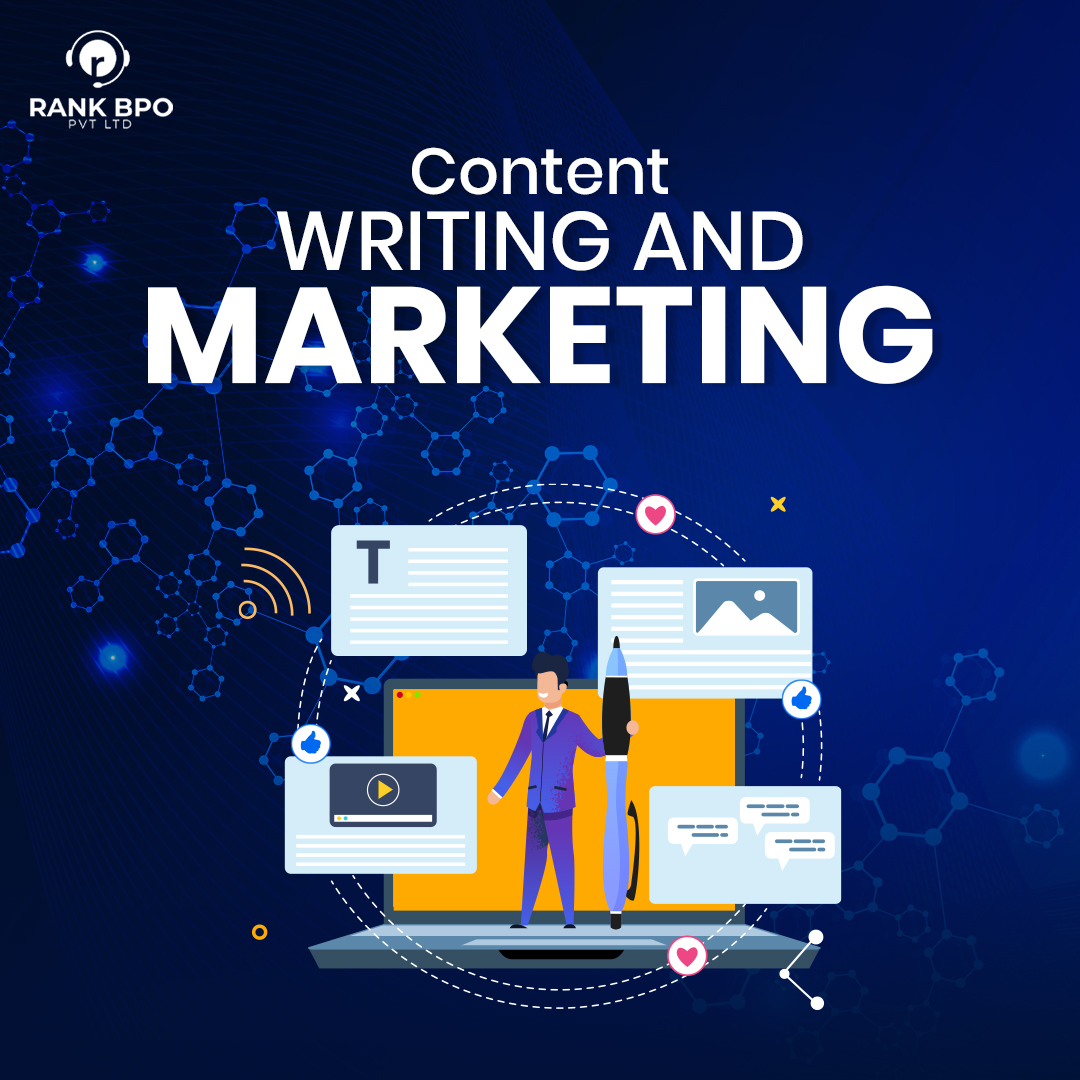 RANK BPO
PVT LTD
Content
WRITING AND
MARKETING
T